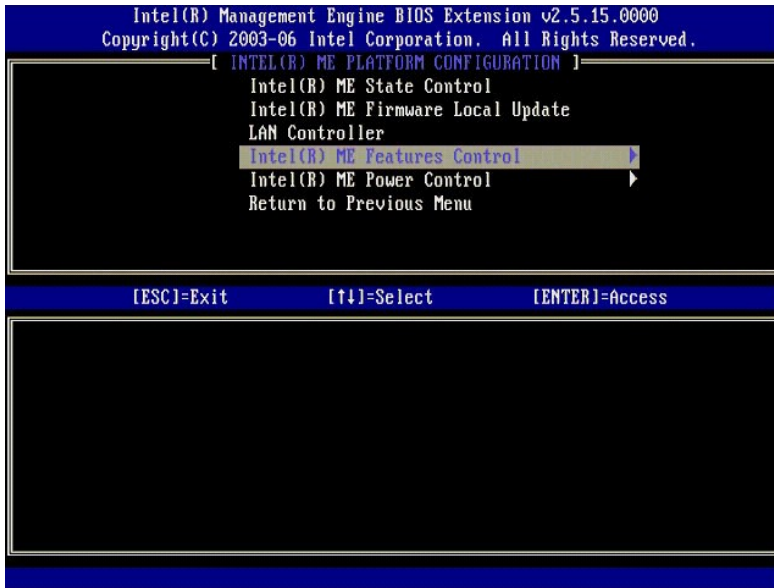 Intel(R) Management Engine BIOS Extension v2.5.15.0000
Copyright(C) 2003-06 Intel Corporation. All Rights Reserved.
[ INTEL(R) ME PLATFORM CONFIGURATION ]
Intel(R) ME State Control
Intel(R) ME Firmware Local Update
LAN Controller
Intel(R) ME Features Control
Intel(R) ME Power Control
Return to Previous Menu
[ESC]=Exit [↑↓]=Select [ENTER]=Access